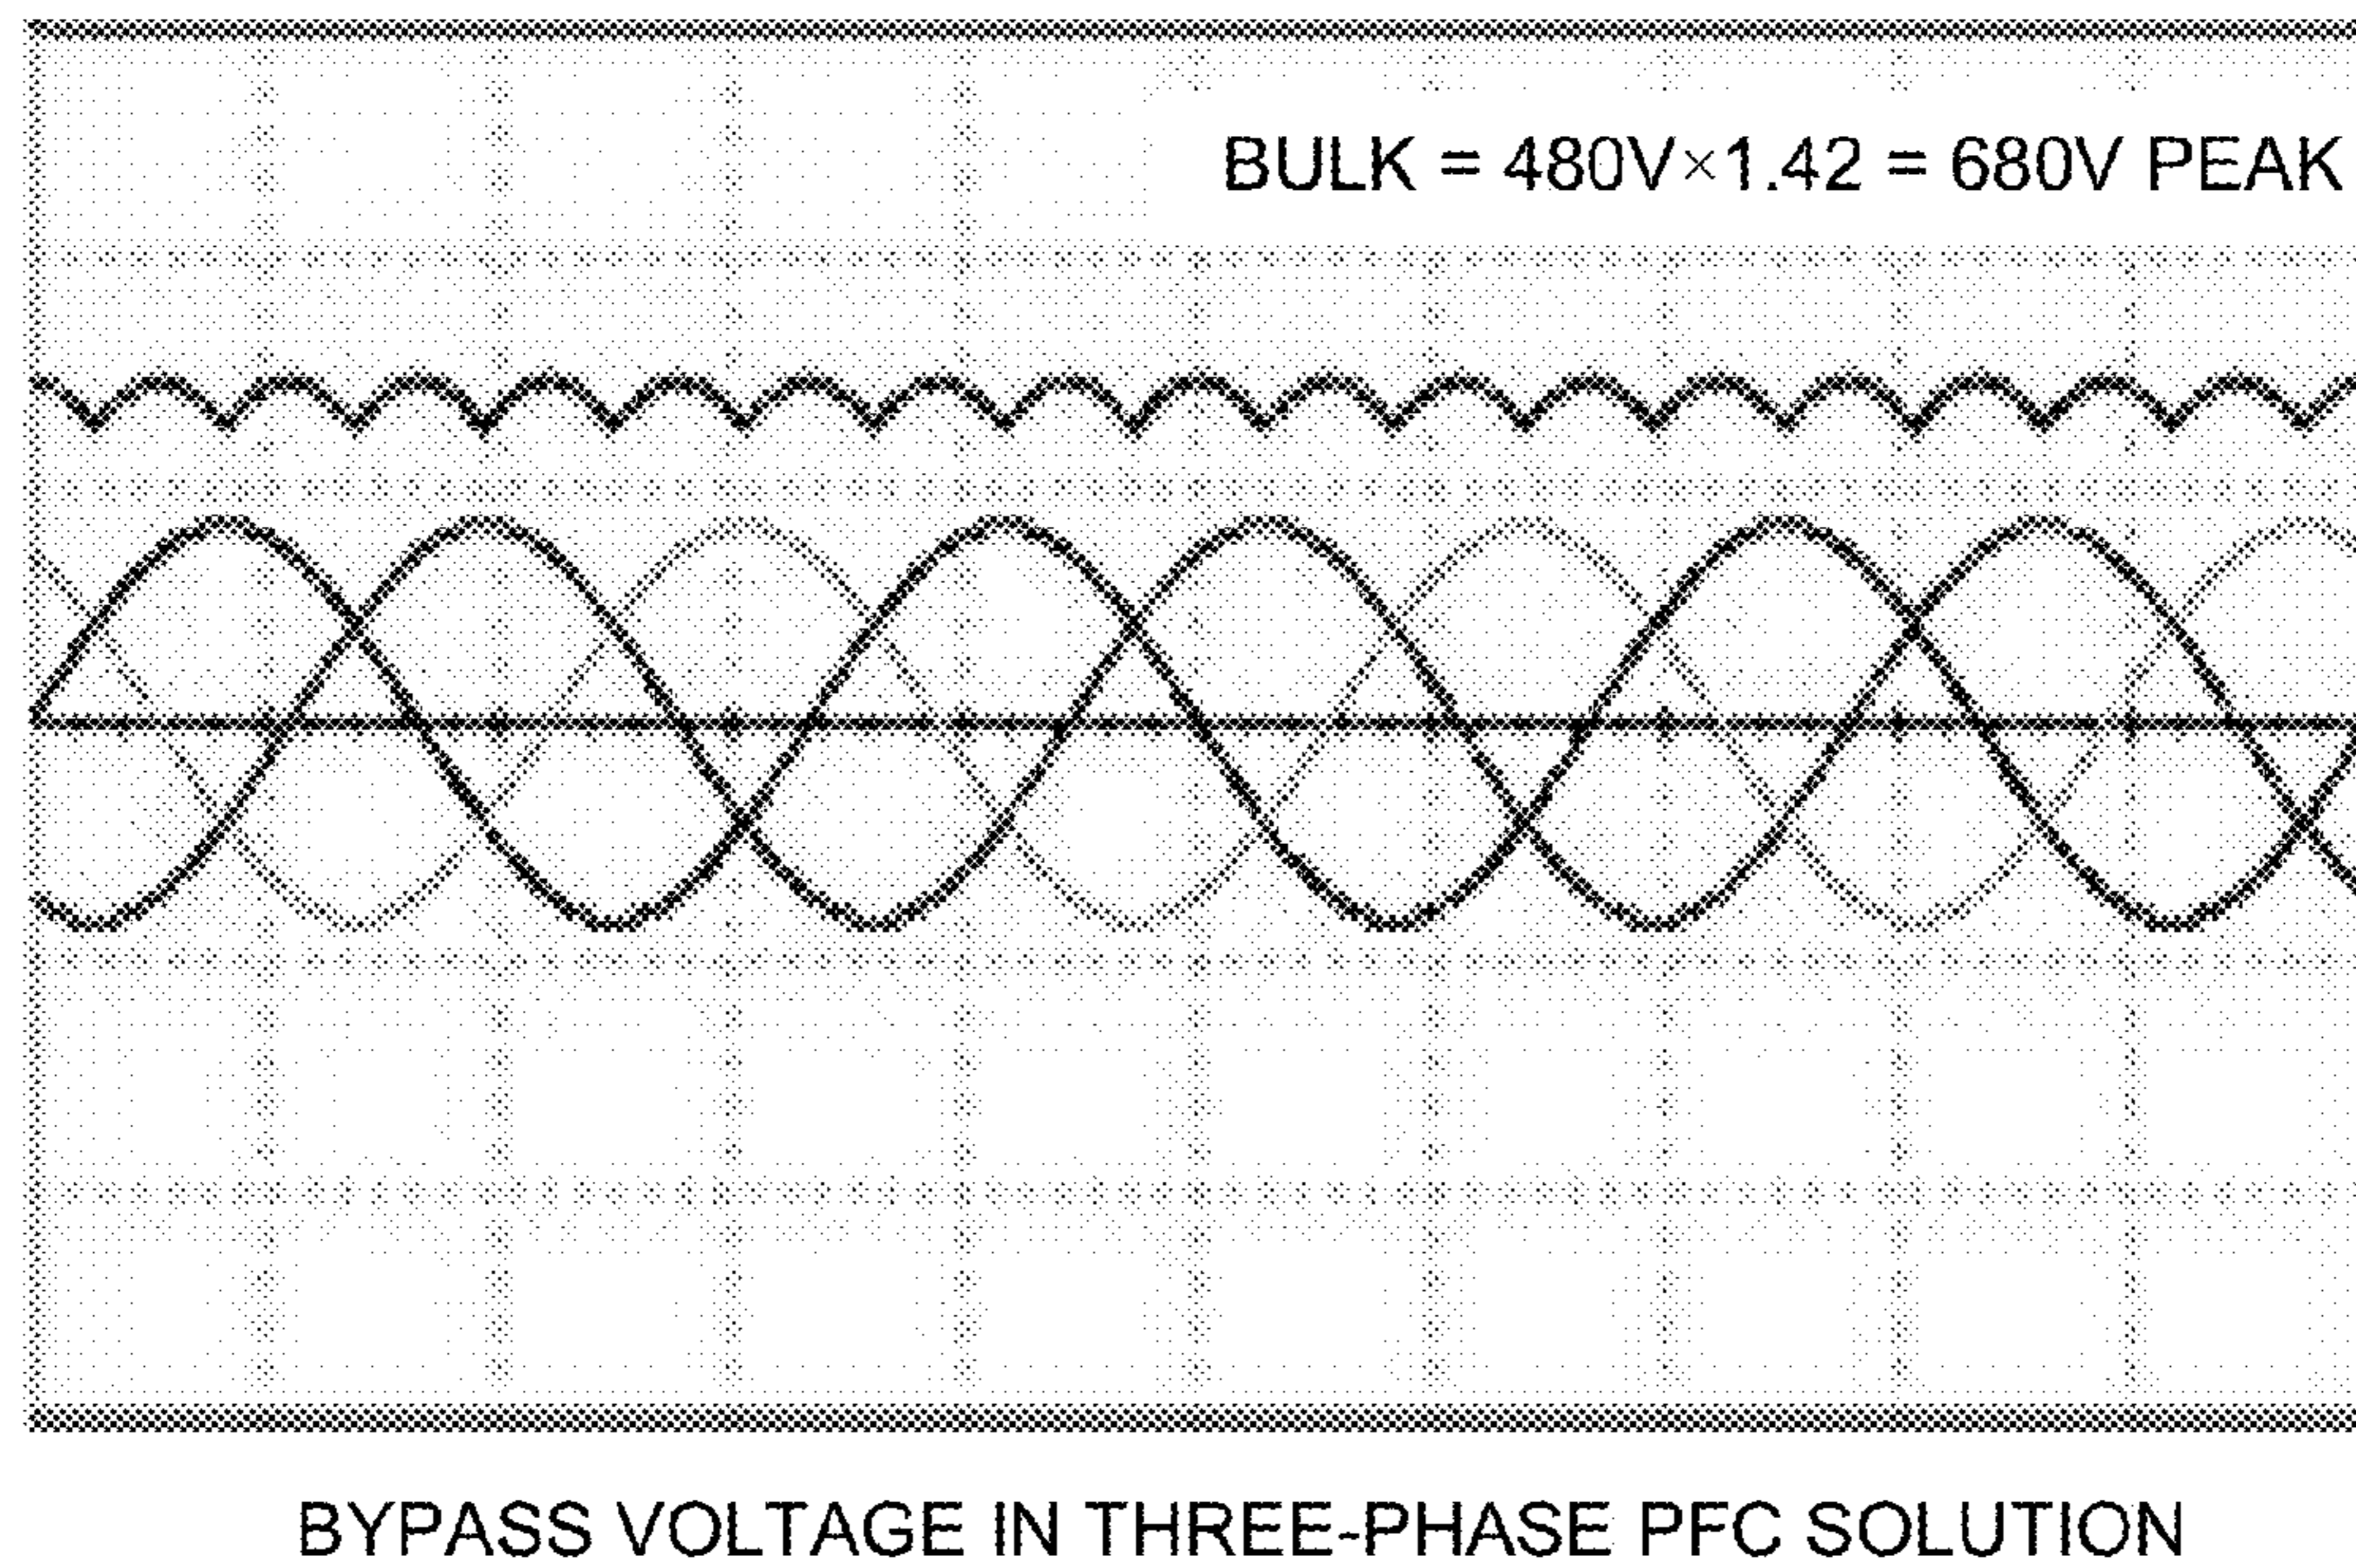 BULK = 480V×1.42 = 680V PEAK
BYPASS VOLTAGE IN THREE-PHASE PFC SOLUTION